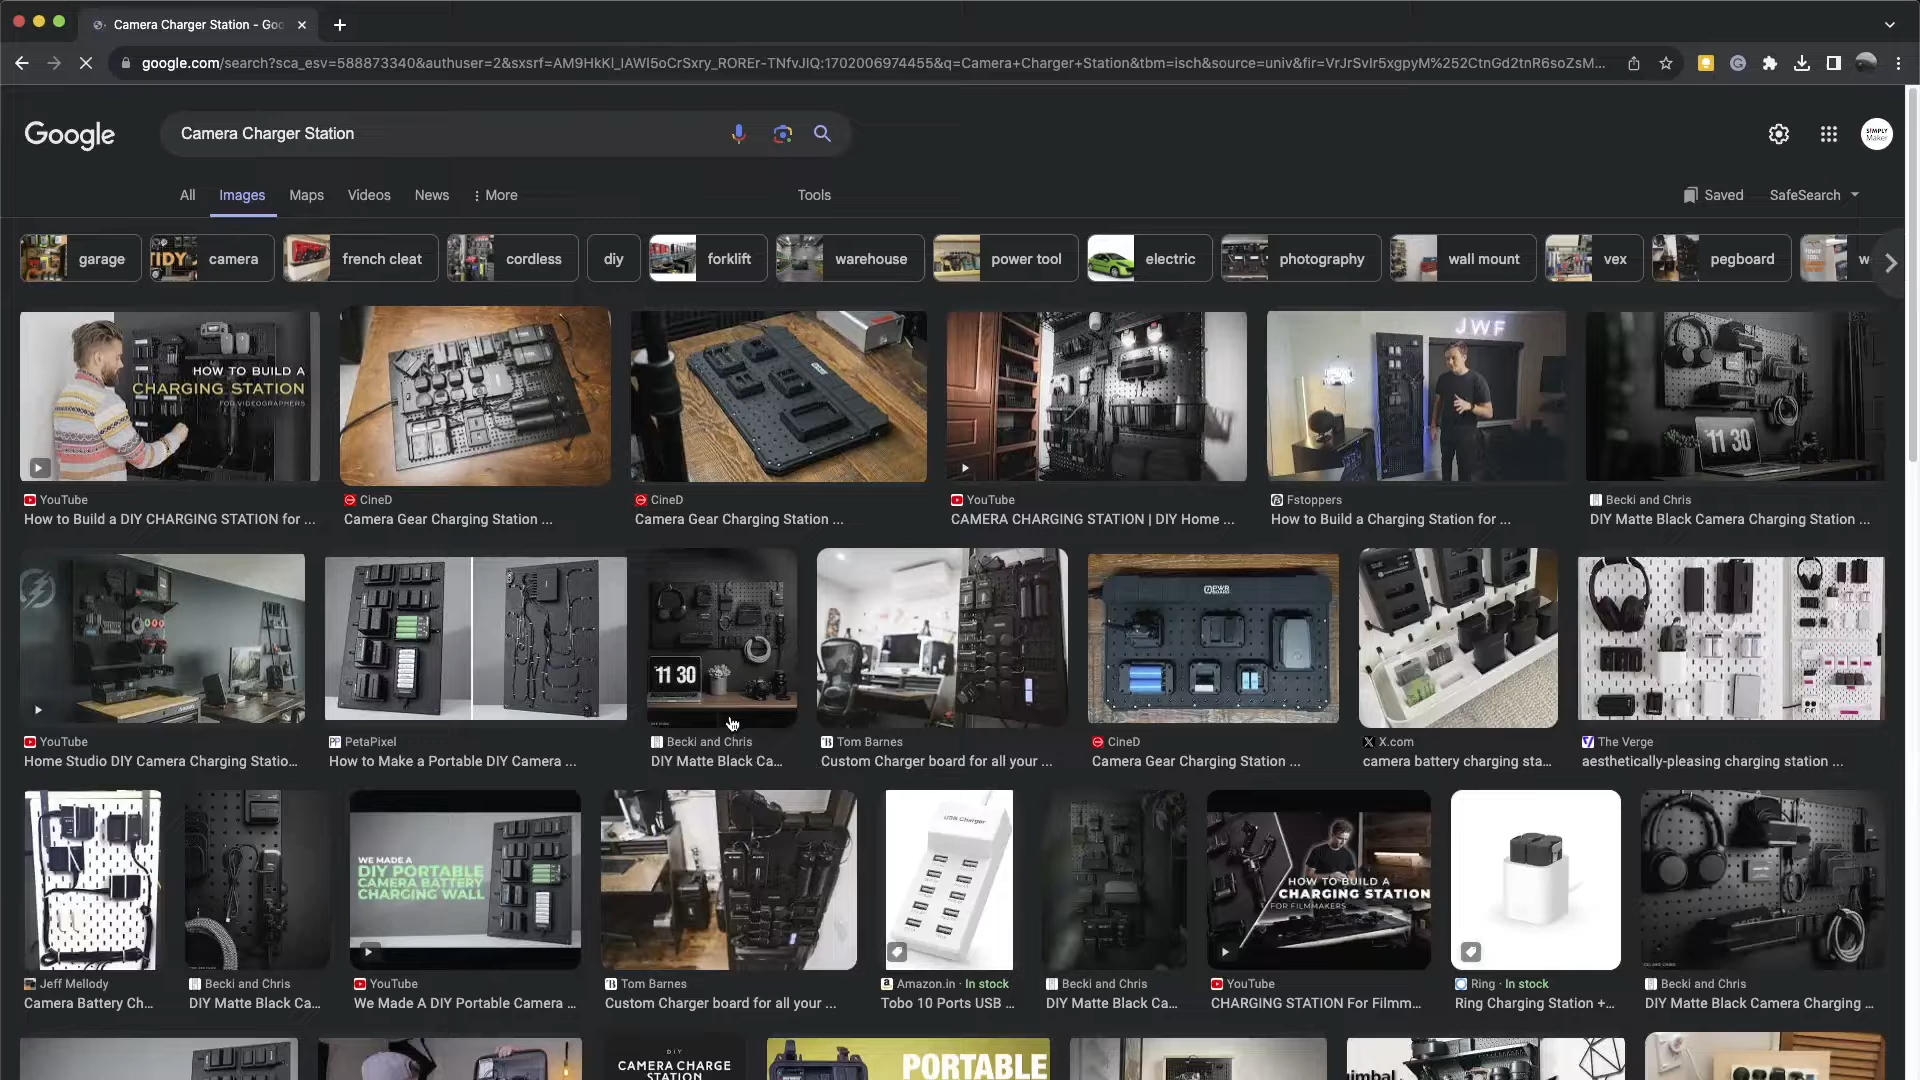 Camera Charger Station - Goo
google.com/search?sca_esv=588873340&authuser=2&sxsrf=AM9HkKl_IAWI5oCrSxry_ROREr-TNfvJIQ:1702006974455&q=Camera+Charger+Station&tbm=isch&source=univ&fir=VrJrSvIr5xgpyM%252CtnGd2tnR6soZsM...
Google
Camera Charger Station
SIMPLY
Maker
All Images Maps Videos News More Tools Saved SafeSearch
garage TIDY camera french cleat cordless diy forklift warehouse power tool electric photography wall mount vex pegboard w
HOW TO BUILD A
CHARGING STATION
FOR VIDEOGRAPHERS
JWF
11 30
YouTube
How to Build a DIY CHARGING STATION for ...
CineD
Camera Gear Charging Station ...
CineD
Camera Gear Charging Station ...
YouTube
CAMERA CHARGING STATION | DIY Home ...
Fstoppers
How to Build a Charging Station for ...
Becki and Chris
DIY Matte Black Camera Charging Station ...
11 30
YouTube
Home Studio DIY Camera Charging Statio...
PetaPixel
How to Make a Portable DIY Camera ...
Becki and Chris
DIY Matte Black Ca...
Tom Barnes
Custom Charger board for all your ...
CineD
Camera Gear Charging Station ...
X.com
camera battery charging sta...
The Verge
aesthetically-pleasing charging station ...
WE MADE A
DIY PORTABLE
CAMERA BATTERY
CHARGING WALL
USB Charger
HOW TO BUILD A
CHARGING STATION
FOR FILMMAKERS
Jeff Mellody
Camera Battery Ch...
Becki and Chris
DIY Matte Black Ca...
YouTube
We Made A DIY Portable Camera ...
Tom Barnes
Custom Charger board for all your ...
Amazon.in · In stock
Tobo 10 Ports USB ...
Becki and Chris
DIY Matte Black Ca...
YouTube
CHARGING STATION For Filmm...
Ring · In stock
Ring Charging Station +...
Becki and Chris
DIY Matte Black Camera Charging ...
DIY
CAMERA CHARGE
STATION
PORTABLE
imbal